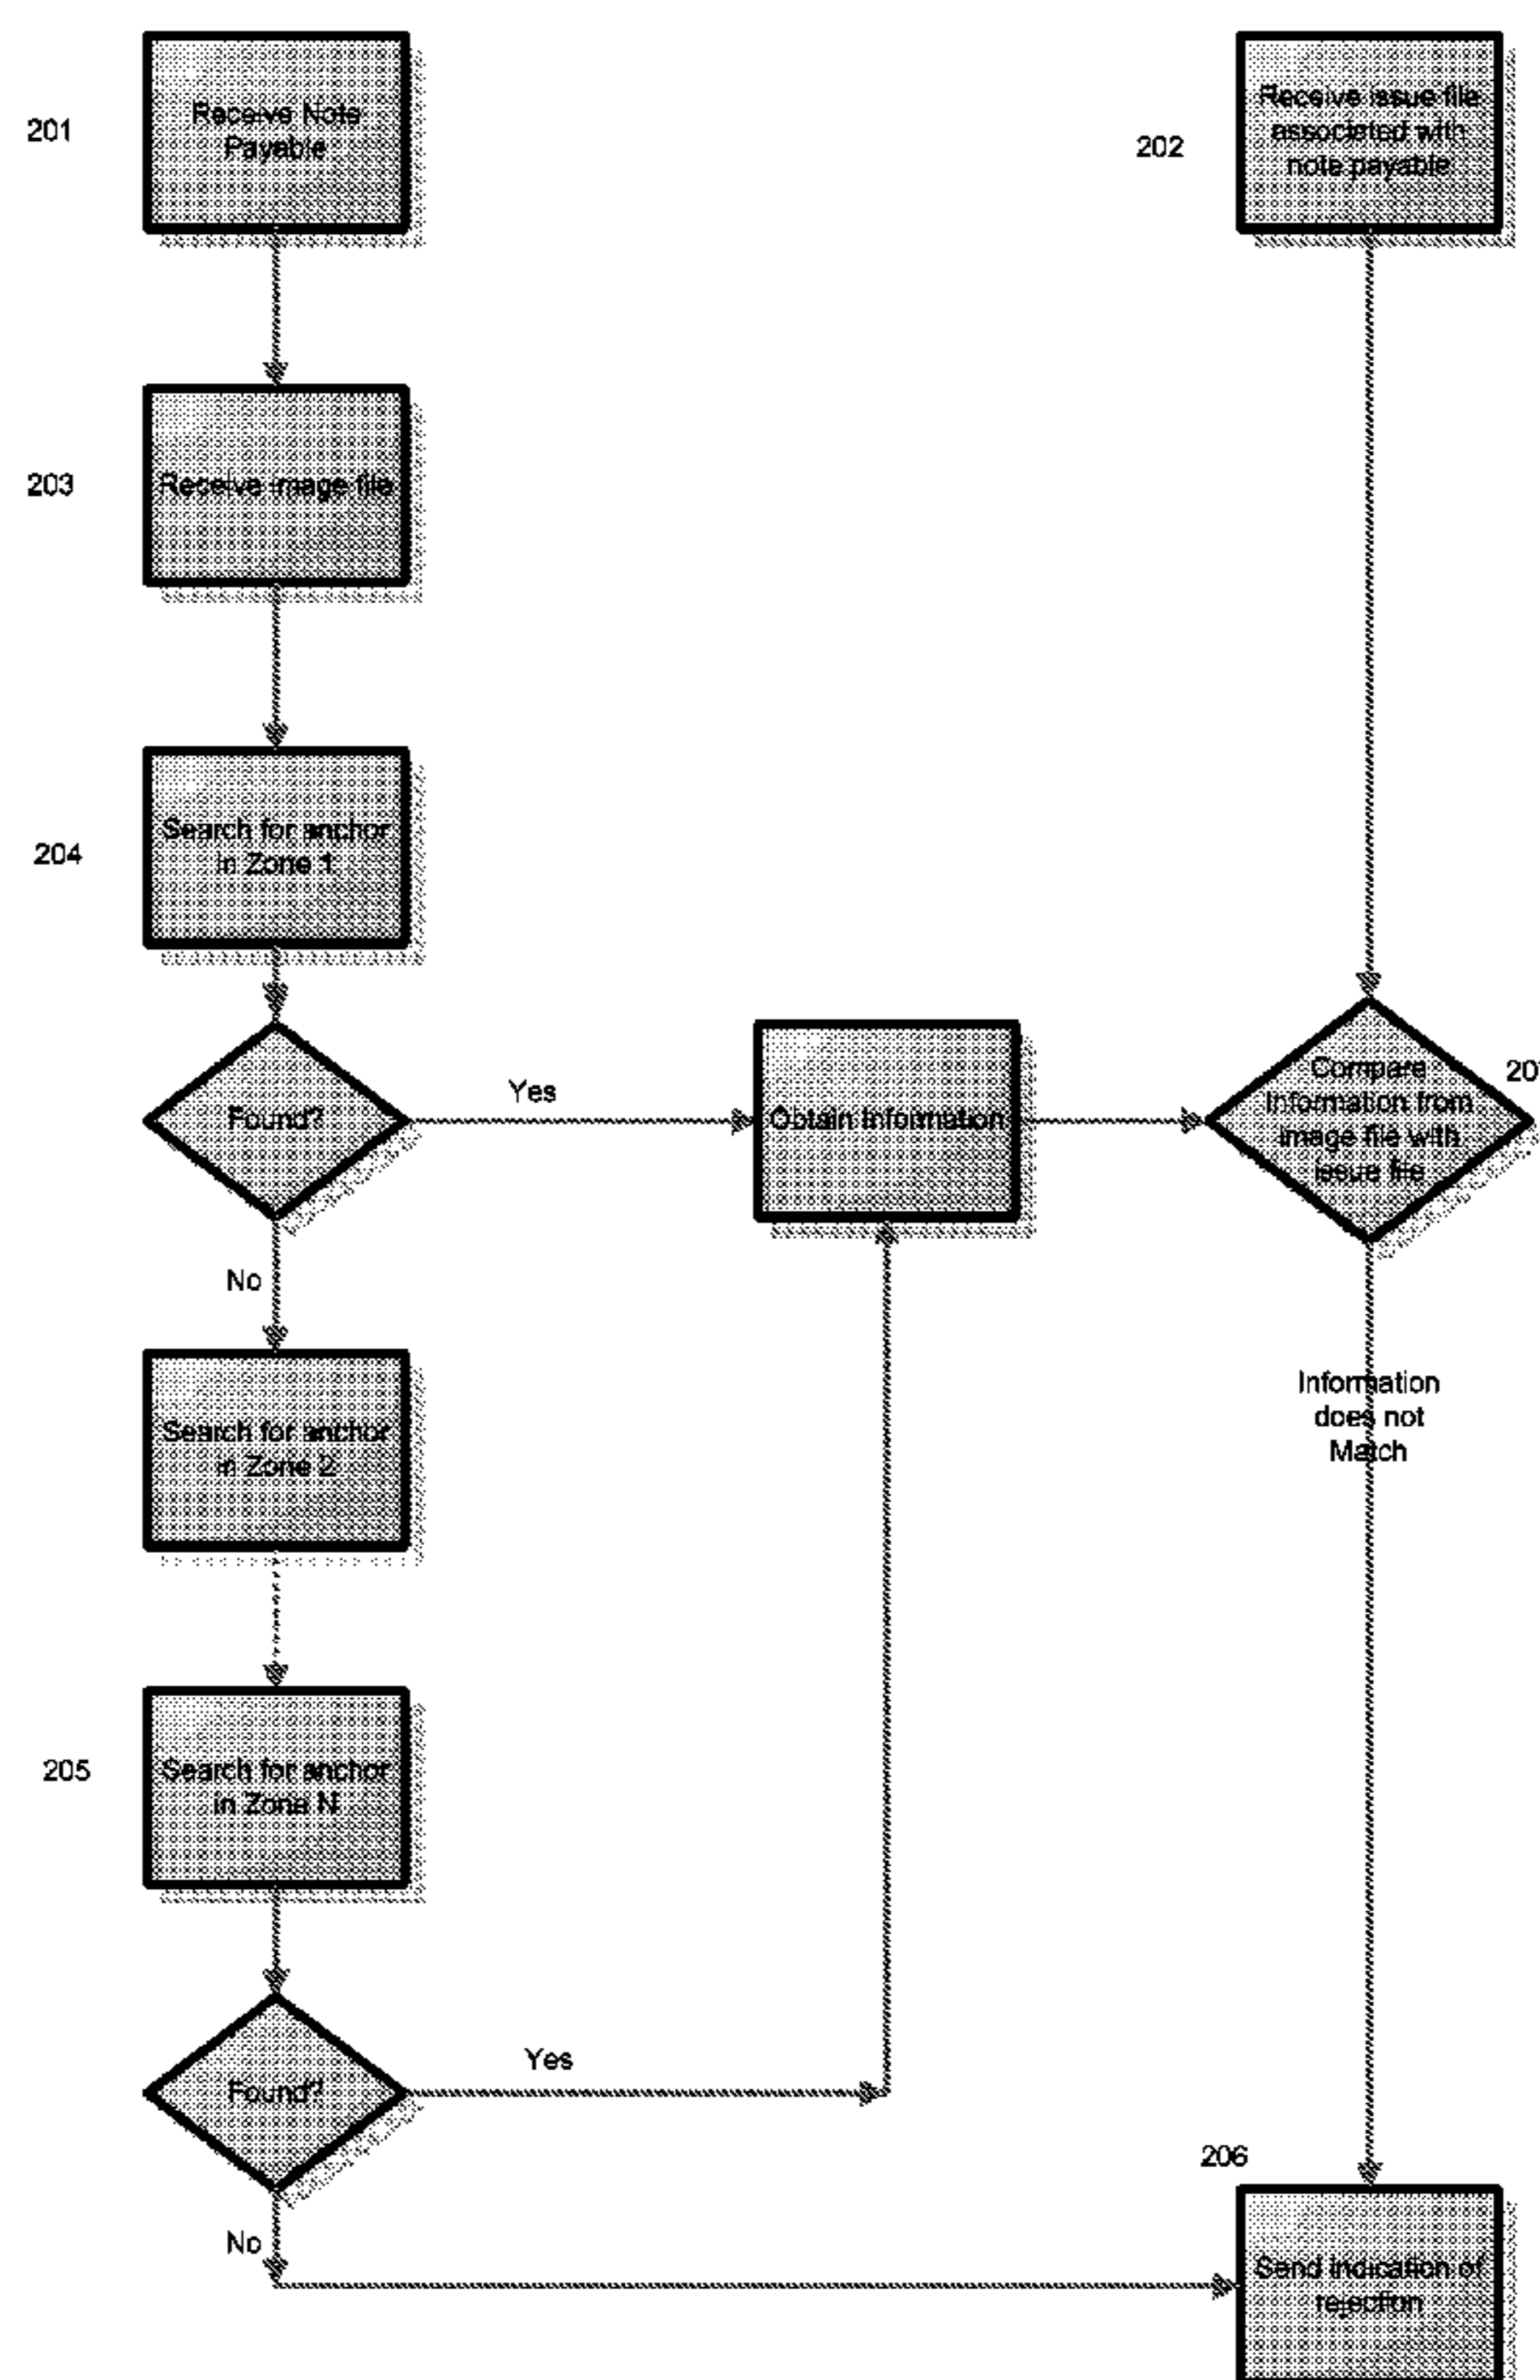 201
Receive Note
Payable
202
Receive issue file
associated with
note payable
203
Receive image file
204
Search for anchor
in Zone 1
Found?
Yes
Obtain Information
Compare
Information from
image file with
issue file
No
Search for anchor
in Zone 2
Information
does not
Match
205
Search for anchor
in Zone N
Found?
Yes
206
No
Send indication of
rejection